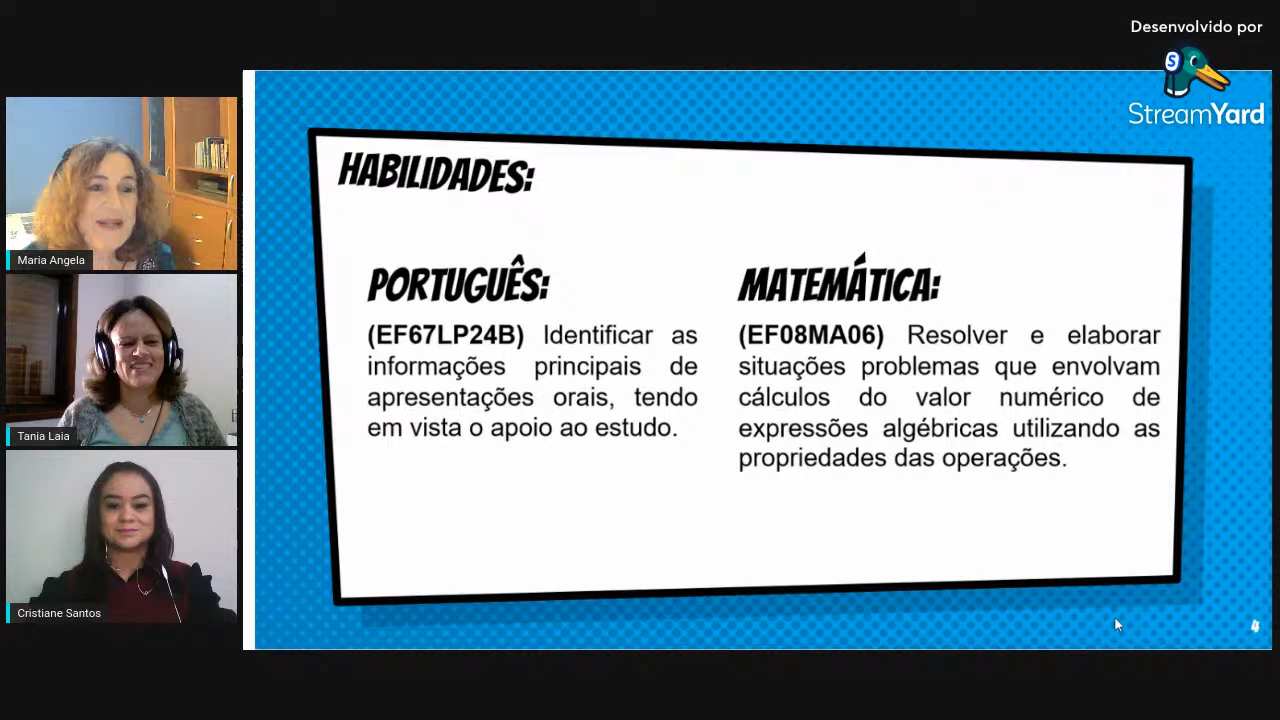 Desenvolvido por
StreamYard
HABILIDADES:
PORTUGUÊS:
(EF67LP24B) Identificar as
informações principais de
apresentações orais, tendo
em vista o apoio ao estudo.
MATEMÁTICA:
(EF08MA06) Resolver e elaborar
situações problemas que envolvam
cálculos do valor numérico de
expressões algébricas utilizando as
propriedades das operações.
4
Maria Angela
Tania Laia
Cristiane Santos